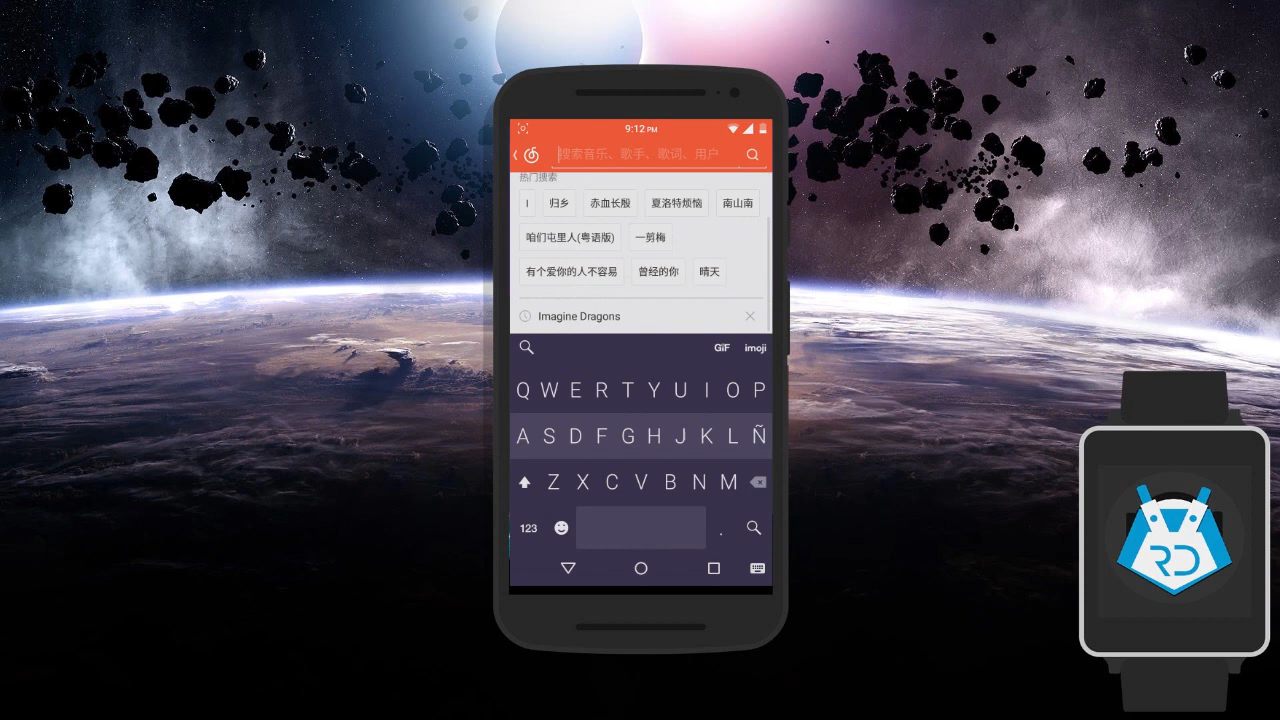 9:12 PM
搜索音乐、歌手、歌词、用户
热门搜索
I 归乡 赤血长殷 夏洛特烦恼 南山南
咱们屯里人(粤语版) 一剪梅
有个爱你的人不容易 曾经的你 晴天
Imagine Dragons
GIF imoji
Q W E R T Y U I O P
A S D F G H J K L Ñ
Z X C V B N M
123 .
RD